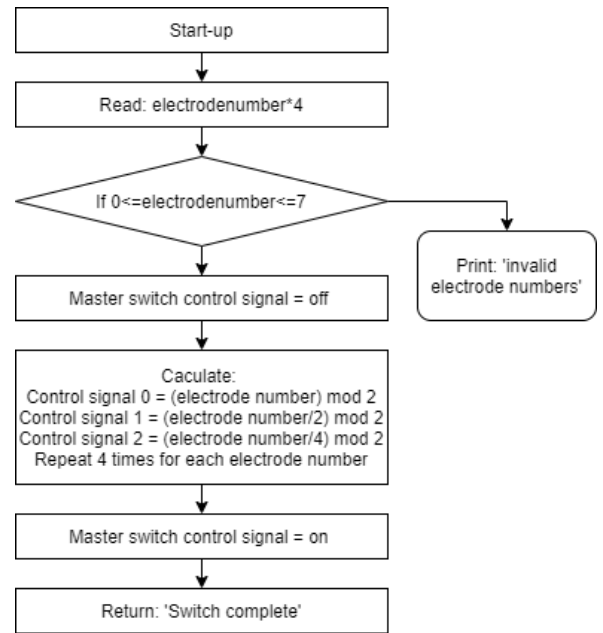 Start-up
Read: electrodenumber*4
If 0<=electrodenumber<=7
Print: 'invalid
electrode numbers'
Master switch control signal = off
Caculate:
Control signal 0 = (electrode number) mod 2
Control signal 1 = (electrode number/2) mod 2
Control signal 2 = (electrode number/4) mod 2
Repeat 4 times for each electrode number
Master switch control signal = on
Return: 'Switch complete'